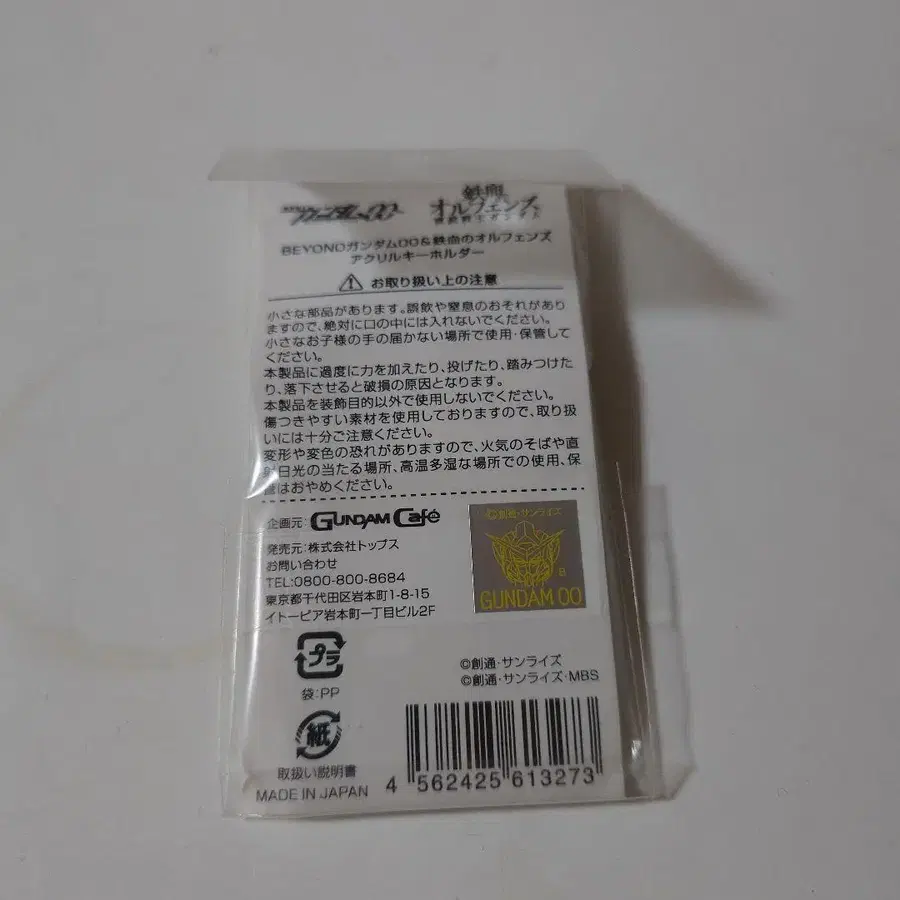 ガンダム00
鉄血の
オルフェンズ
機動戦士ガンダム
BEYONDガンダム00&鉄血のオルフェンズ
アクリルキーホルダー
お取り扱い上の注意
小さな部品があります。誤飲や窒息のおそれがあり
ますので、絶対に口の中には入れないでください。
小さなお子様の手の届かない場所で使用・保管して
ください。
本製品に過度に力を加えたり、投げたり、踏みつけた
り、落下させると破損の原因となります。
本製品を装飾目的以外で使用しないでください。
傷つきやすい素材を使用しておりますので、取り扱
いには十分ご注意ください。
変形や変色の恐れがありますので、火気のそばや直
射日光の当たる場所、高温多湿な場所での使用、保
管はおやめください。
企画元:GUNDAM Café
発売元:株式会社トップス
お問い合わせ
TEL:0800-800-8684
東京都千代田区岩本町1-8-15
イトーピア岩本町一丁目ビル2F
©創通・サンライズ
B
GUNDAM 00
プラ
袋:PP
紙
取扱い説明書
MADE IN JAPAN
©創通・サンライズ
©創通・サンライズ・MBS
4 562425 613273